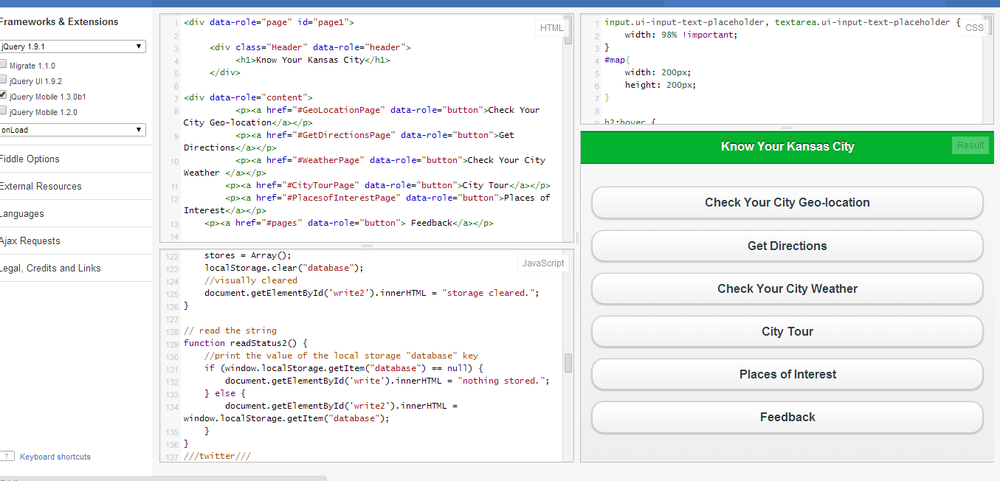 Frameworks & Extensions
jQuery 1.9.1
Migrate 1.1.0
jQuery UI 1.9.2
jQuery Mobile 1.3.0b1
jQuery Mobile 1.2.0
onLoad
Fiddle Options
External Resources
Languages
Ajax Requests
Legal, Credits and Links
? Keyboard shortcuts
HTML
1 <div data-role="page" id="page1">
2
3 <div class="Header" data-role="header">
4 <h1>Know Your Kansas City</h1>
5 </div>
6
7 <div data-role="content">
8 <p><a href="#GeoLocationPage" data-role="button">Check Your
City Geo-location</a></p>
9 <p><a href="#GetDirectionsPage" data-role="button">Get
Directions</a></p>
10 <p><a href="#WeatherPage" data-role="button">Check Your City
Weather </a></p>
11 <p><a href="#CityTourPage" data-role="button">City Tour</a></p>
12 <p><a href="#PlacesofInterestPage" data-role="button">Places of
Interest</a></p>
13 <p><a href="#pages" data-role="button"> Feedback</a></p>
14
JavaScript
122 stores = Array();
123 localStorage.clear("database");
124 //visually cleared
125 document.getElementById('write2').innerHTML = "storage cleared.";
126 }
127
128 // read the string
129 function readStatus2() {
130 //print the value of the local storage "database" key
131 if (window.localStorage.getItem("database") == null) {
132 document.getElementById('write').innerHTML = "nothing stored.";
133 } else {
134 document.getElementById('write2').innerHTML =
window.localStorage.getItem("database");
135 }
136 }
137 ///twitter///
CSS
1 input.ui-input-text-placeholder, textarea.ui-input-text-placeholder {
2 width: 98% !important;
3 }
4 #map{
5 width: 200px;
6 height: 200px;
7 }
8
9 h2:hover {
Know Your Kansas City
Result
Check Your City Geo-location
Get Directions
Check Your City Weather
City Tour
Places of Interest
Feedback